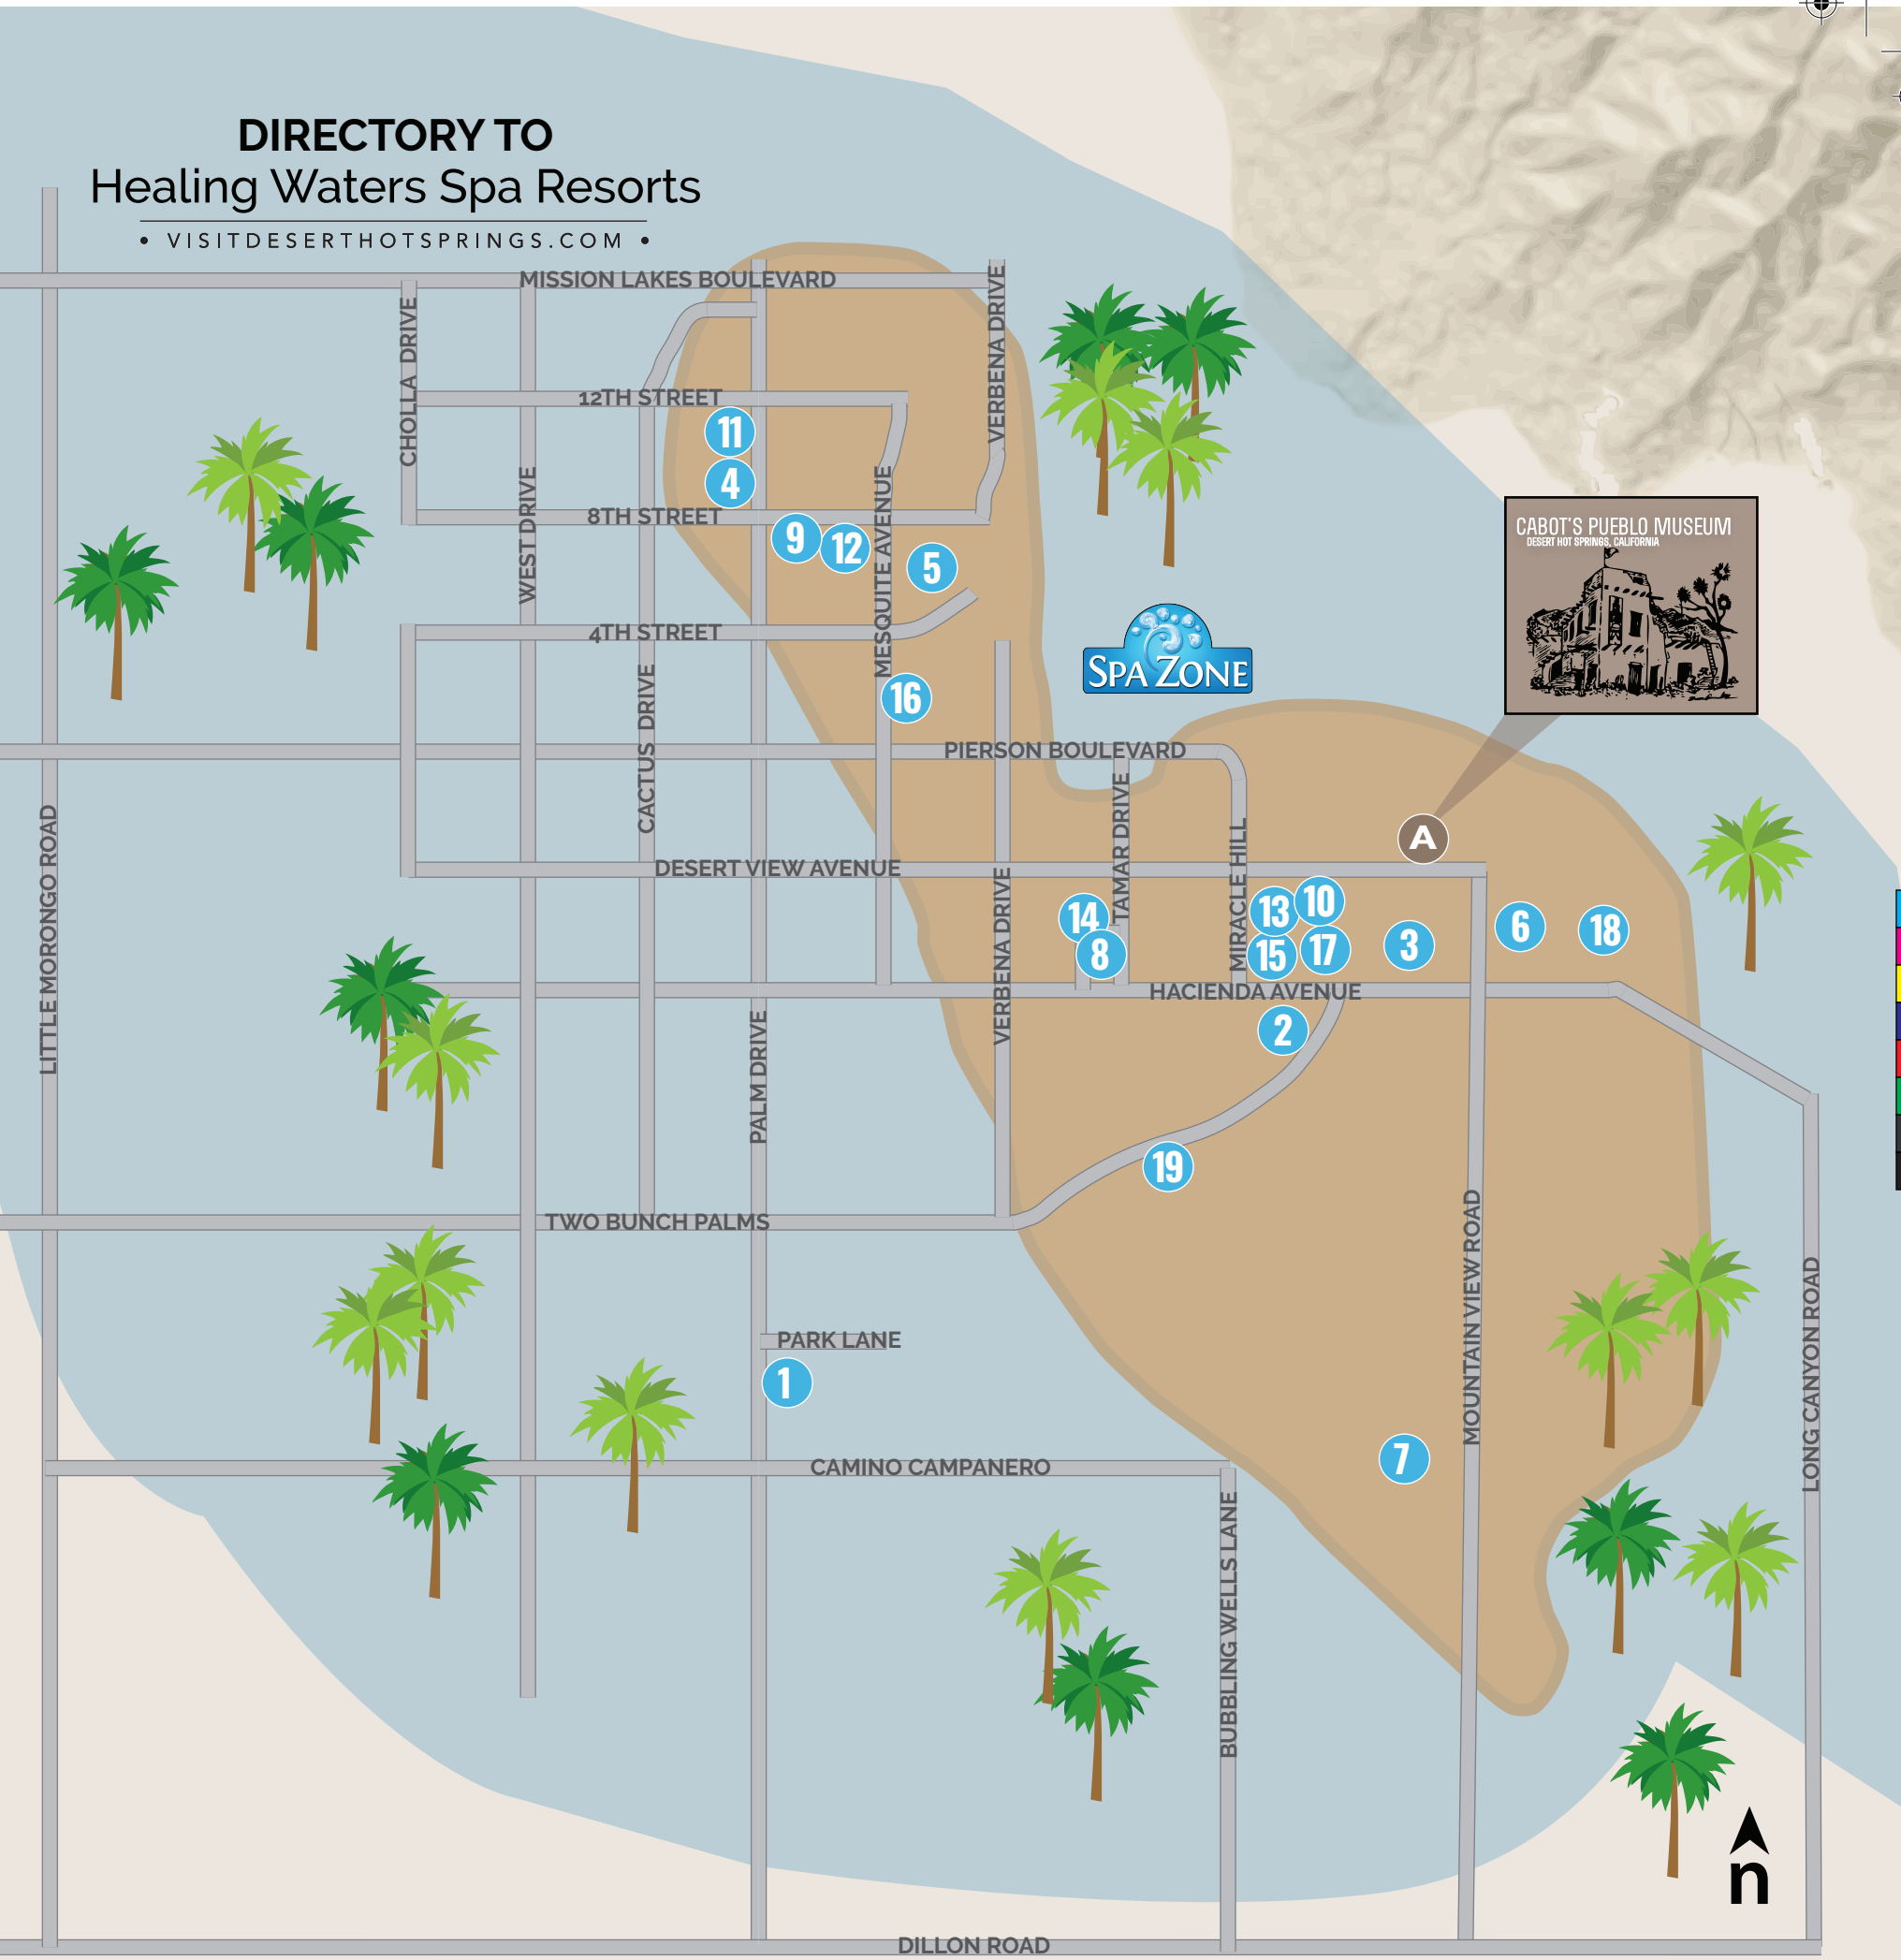 DIRECTORY TO
Healing Waters Spa Resorts
• VISITDESERTHOTSPRINGS.COM •
MISSION LAKES BOULEVARD
CHOLLA DRIVE
VERBENA DRIVE
12TH STREET
11
4
WEST DRIVE
MESQUITE AVENUE
8TH STREET
9
12
5
CABOT'S PUEBLO MUSEUM
DESERT HOT SPRINGS, CALIFORNIA
4TH STREET
SPA ZONE
CACTUS DRIVE
16
PIERSON BOULEVARD
TAMAR DRIVE
MIRACLE HILL
A
LITTLE MORONGO ROAD
DESERT VIEW AVENUE
VERBENA DRIVE
14
13
10
6
18
8
15
17
3
HACIENDA AVENUE
2
PALM DRIVE
19
TWO BUNCH PALMS
MOUNTAIN VIEW ROAD
LONG CANYON ROAD
PARK LANE
1
7
CAMINO CAMPANERO
BUBBLING WELLS LANE
n
DILLON ROAD